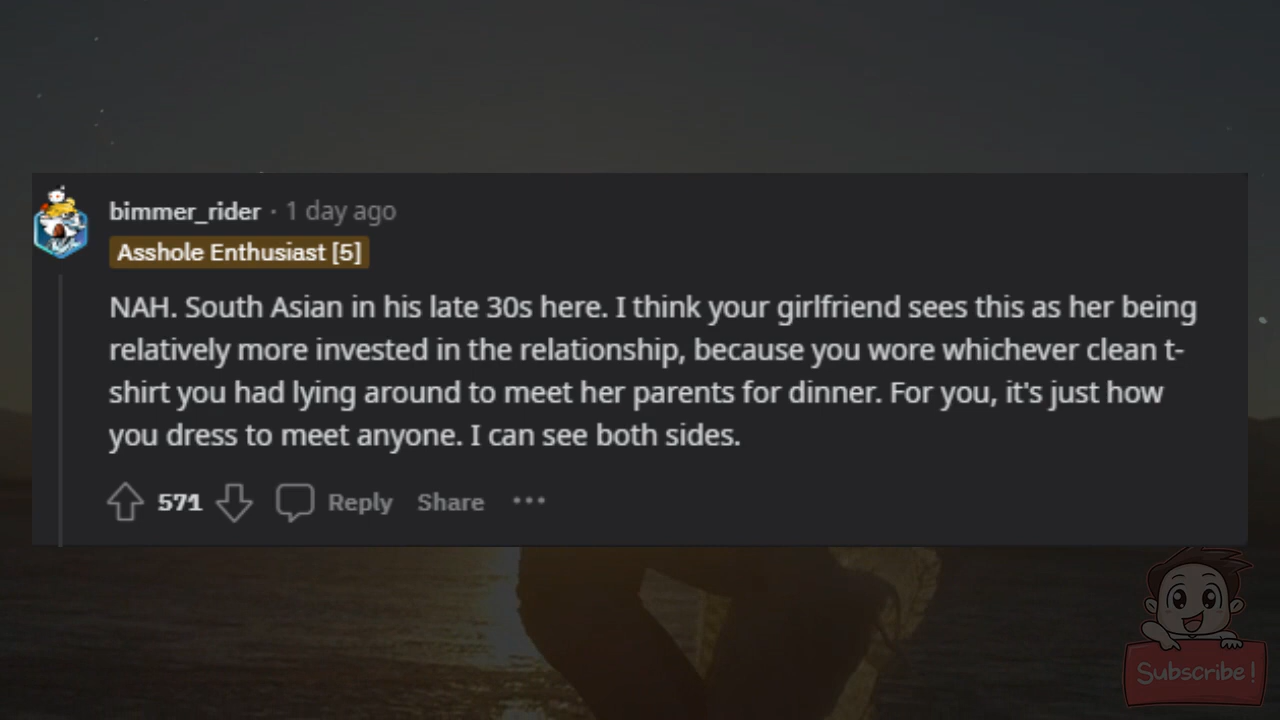 bimmer_rider · 1 day ago
Asshole Enthusiast [5]
NAH. South Asian in his late 30s here. I think your girlfriend sees this as her being
relatively more invested in the relationship, because you wore whichever clean t-
shirt you had lying around to meet her parents for dinner. For you, it's just how
you dress to meet anyone. I can see both sides.
571 Reply Share ···
Subscribe!